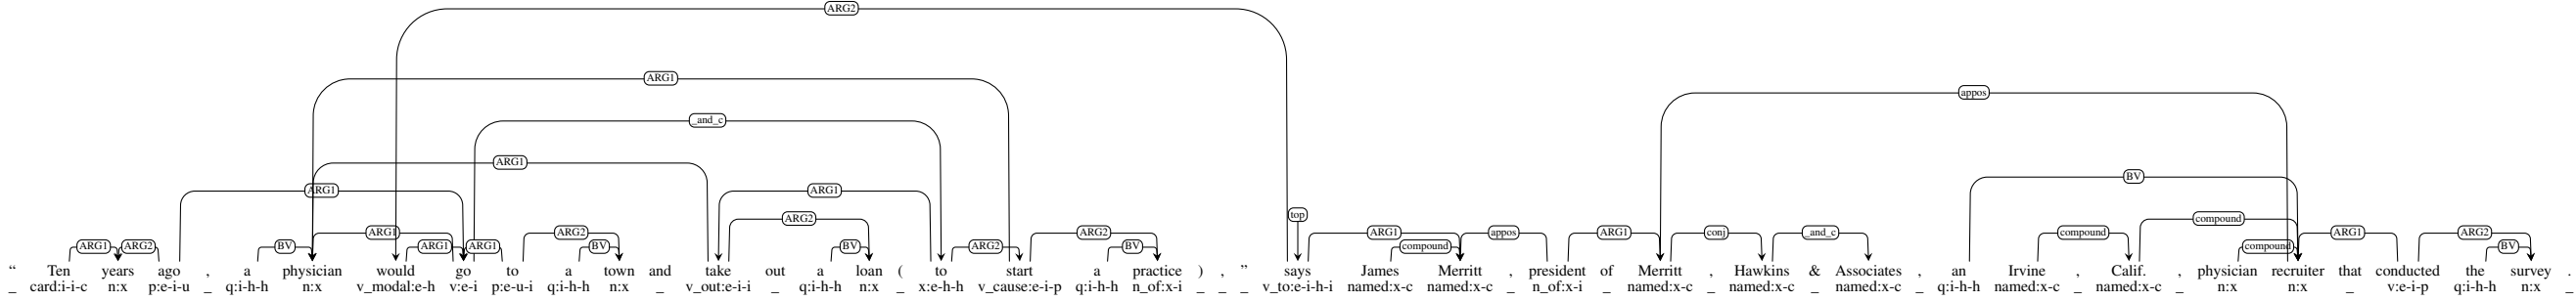 ARG2
ARG1 appos
_and_c
ARG1 BV
ARG1 ARG1
ARG2 top compound
ARG1 ARG2 ARG2 ARG1 appos ARG1 conj _and_c compound ARG1 ARG2
ARG1 ARG2 BV ARG1 ARG1 BV BV BV compound compound BV
“ Ten years ago , a physician would go to a town and take out a loan ( to start a practice ) , ” says James Merritt , president of Merritt , Hawkins & Associates , an Irvine , Calif. , physician recruiter that conducted the survey .
_ card:i-i-c n:x p:e-i-u _ q:i-h-h n:x v_modal:e-h v:e-i p:e-u-i q:i-h-h n:x _ v_out:e-i-i _ q:i-h-h n:x _ x:e-h-h v_cause:e-i-p q:i-h-h n_of:x-i _ _ _ v_to:e-i-h-i named:x-c named:x-c _ n_of:x-i _ named:x-c _ named:x-c _ named:x-c _ q:i-h-h named:x-c _ named:x-c _ n:x n:x _ v:e-i-p q:i-h-h n:x _